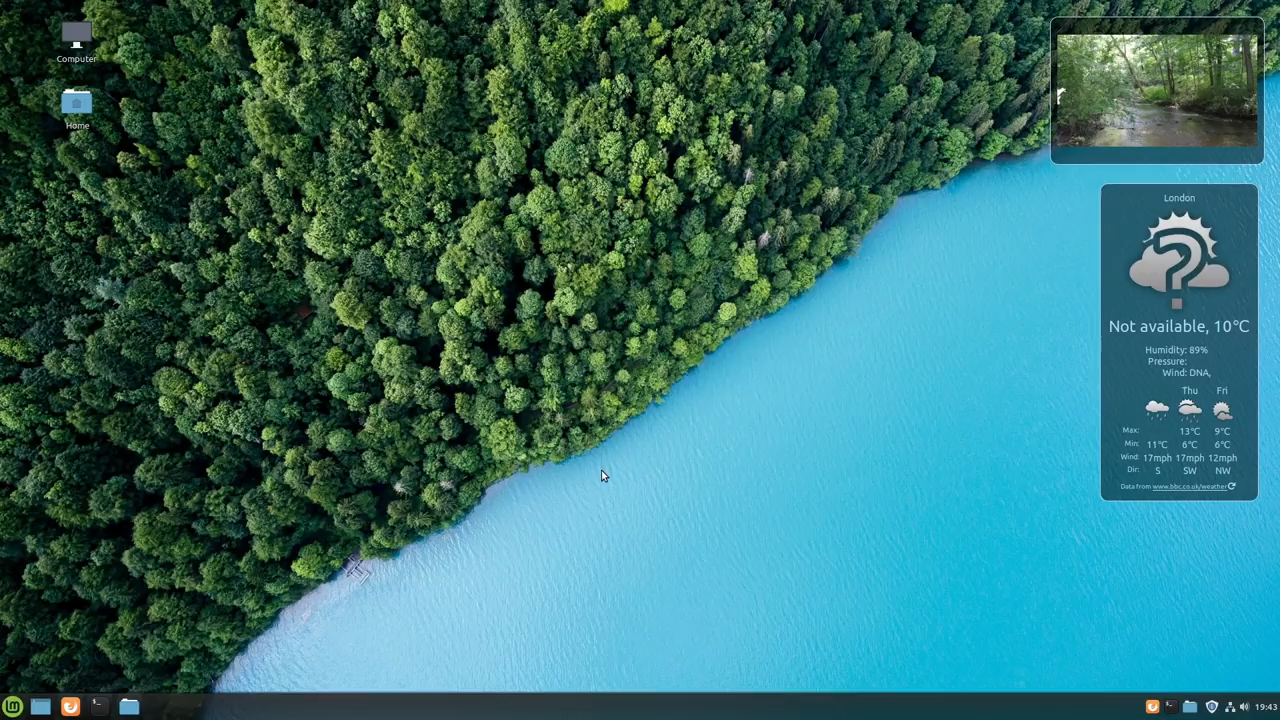 Computer
Home
London
Not available, 10°C
Humidity: 89%
Pressure:
Wind: DNA,
Thu Fri
Max: 13°C 9°C
Min: 11°C 6°C 6°C
Wind: 17mph 17mph 12mph
Dir: S SW NW
Data from www.bbc.co.uk/weather
19:43